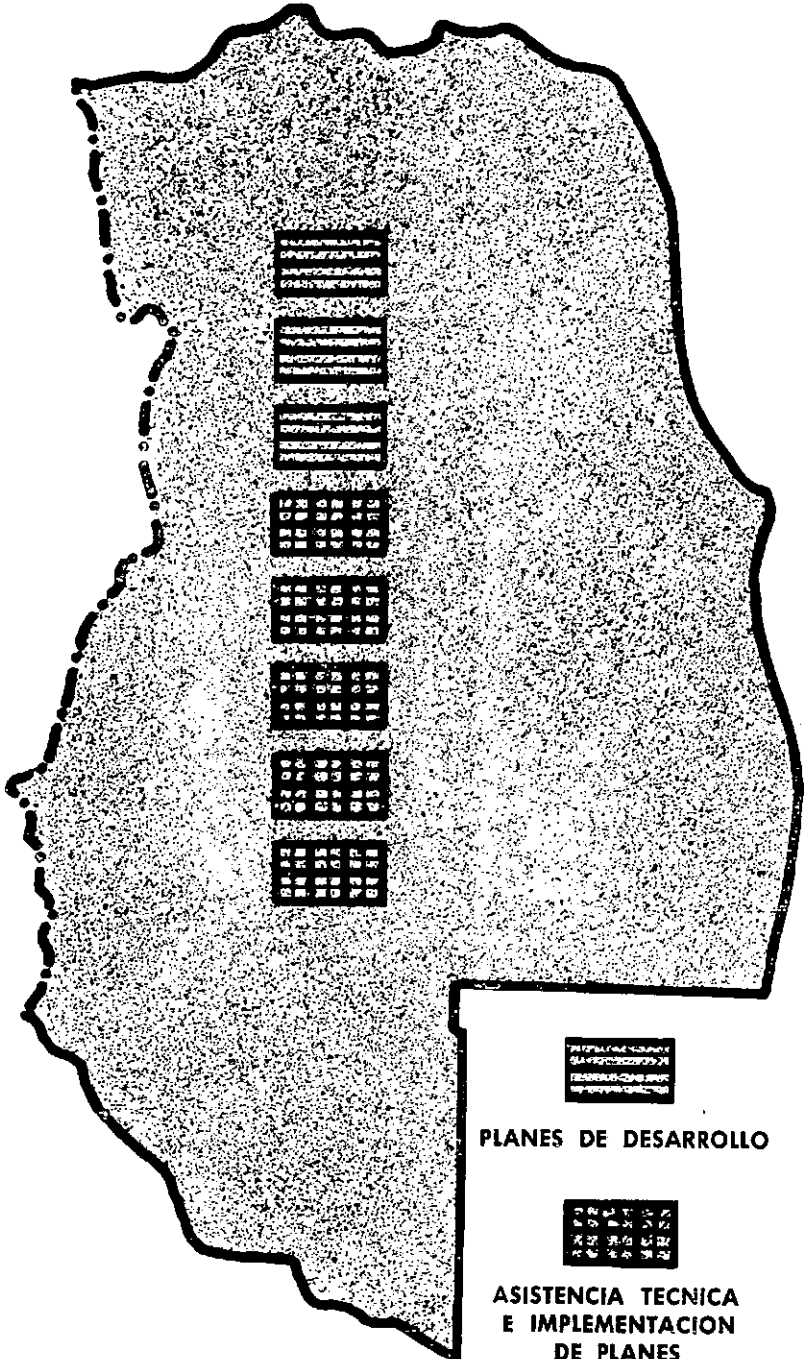 PLANES DE DESARROLLO
ASISTENCIA TECNICA
E IMPLEMENTACION
DE PLANES